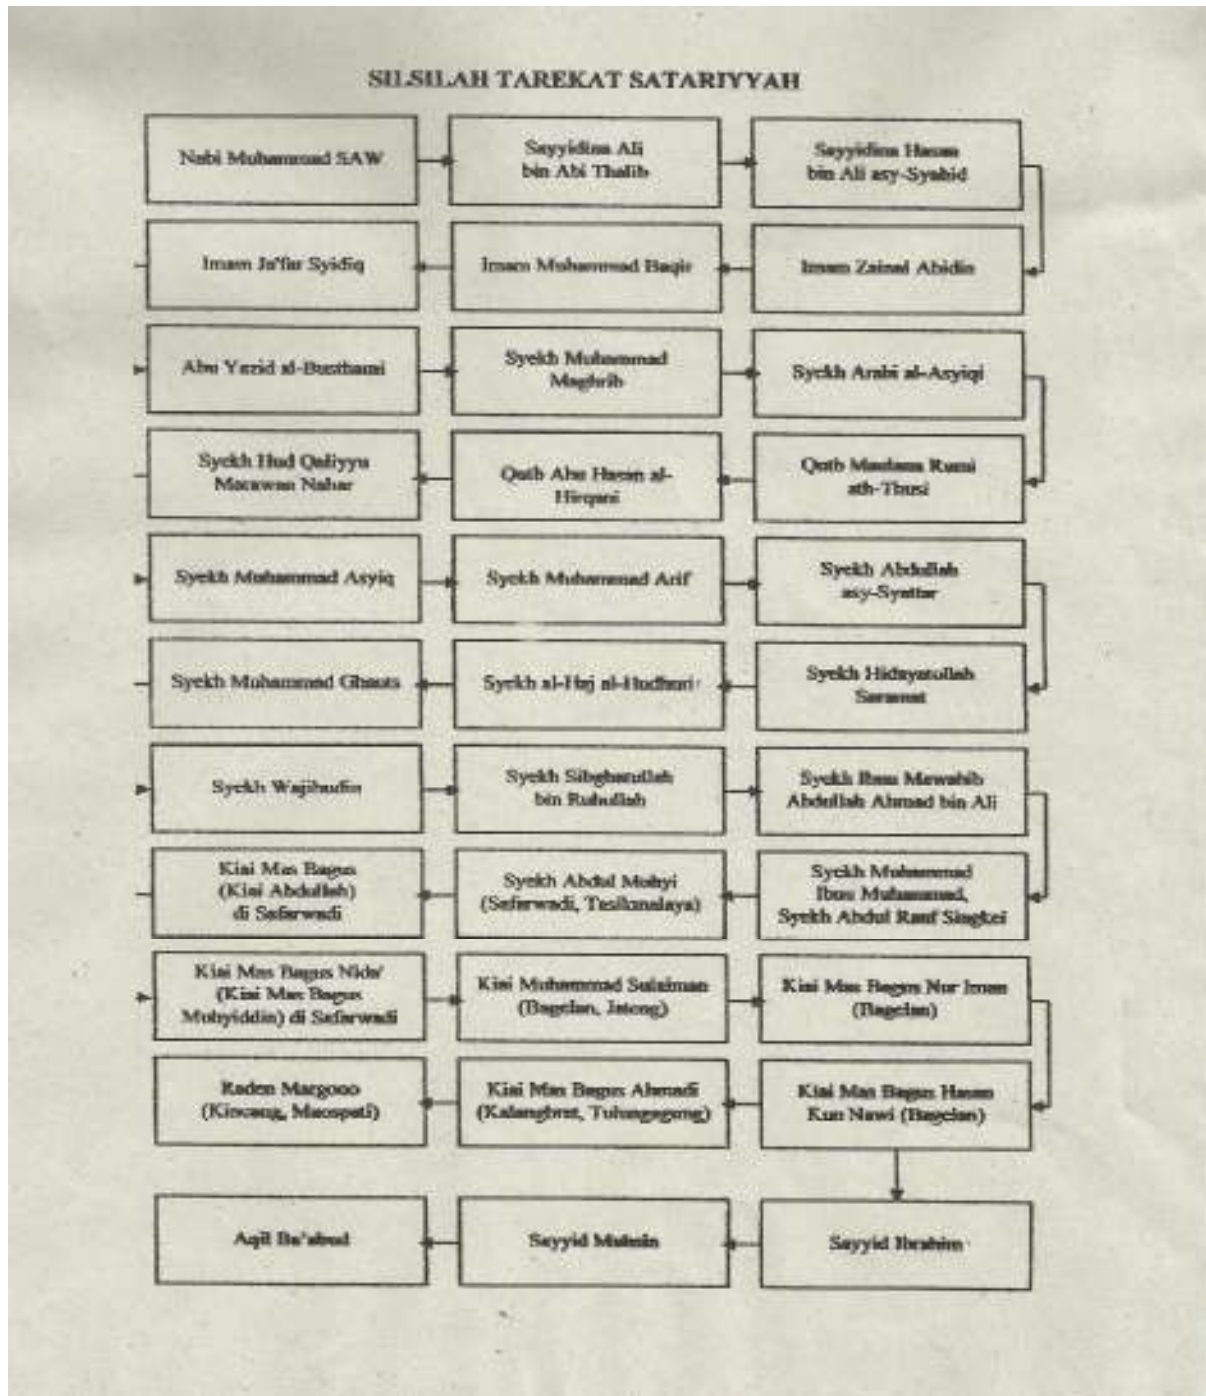 SILSILAH TAREKAT SATARIYYAH
Nabi Muhammad SAW
Sayyidina Ali
bin Abi Thalib
Sayyidina Hasan
bin Ali asy-Syahid
Imam Ja'far Syidiq
Imam Muhammad Baqir
Imam Zainal Abidin
Abu Yazid al-Busthami
Syekh Muhammad
Maghrib
Syekh Arabi al-Asyiqi
Syekh Hud Qaliyyu
Marawan Nahar
Qutb Abu Hasan al-
Hirqani
Qutb Maulana Rumi
ath-Thusi
Syekh Muhammad Asyiq
Syekh Muhammad Arif
Syekh Abdullah
asy-Syattar
Syekh Muhammad Ghauts
Syekh al-Haj al-Hudhuri
Syekh Hidayatollah
Saramat
Syekh Wajihudin
Syekh Sibghatullah
bin Ruhullah
Syekh Ibnu Mawahib
Abdullah Ahmad bin Ali
Kiai Mas Bagus
(Kiai Abdullah)
di Safarwadi
Syekh Abdul Muhyi
(Safarwadi, Tasikmalaya)
Syekh Muhammad
Ibnu Muhammad,
Syekh Abdul Rauf Singkel
Kiai Mas Bagus Nida'
(Kiai Mas Bagus
Muhyiddin) di Safarwadi
Kiai Muhammad Sulaiman
(Bagelan, Jateng)
Kiai Mas Bagus Nur Iman
(Bagelan)
Raden Margono
(Kincang, Maospati)
Kiai Mas Bagus Ahmadi
(Kalangbret, Tulungagung)
Kiai Mas Bagus Hasan
Kun Nawi (Bagelan)
Aqil Ba'abud
Sayyid Mulmin
Sayyid Ibrahim